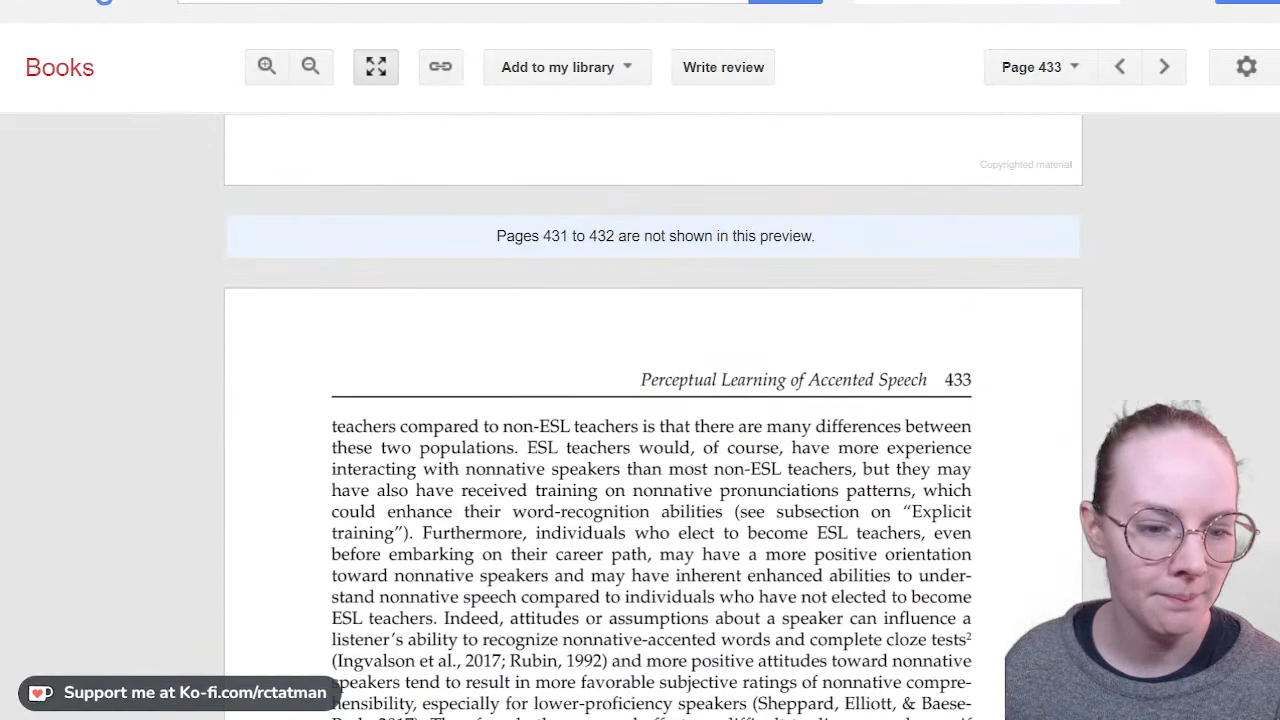 Books
Add to my library
Write review
Page 433
Copyrighted material
Pages 431 to 432 are not shown in this preview.
Perceptual Learning of Accented Speech 433
teachers compared to non-ESL teachers is that there are many differences between
these two populations. ESL teachers would, of course, have more experience
interacting with nonnative speakers than most non-ESL teachers, but they may
have also have received training on nonnative pronunciations patterns, which
could enhance their word-recognition abilities (see subsection on “Explicit
training”). Furthermore, individuals who elect to become ESL teachers, even
before embarking on their career path, may have a more positive orientation
toward nonnative speakers and may have inherent enhanced abilities to under-
stand nonnative speech compared to individuals who have not elected to become
ESL teachers. Indeed, attitudes or assumptions about a speaker can influence a
listener’s ability to recognize nonnative-accented words and complete cloze tests²
(Ingvalson et al., 2017; Rubin, 1992) and more positive attitudes toward nonnative
speakers tend to result in more favorable subjective ratings of nonnative compre-
hensibility, especially for lower-proficiency speakers (Sheppard, Elliott, & Baese-
Support me at Ko-fi.com/rctatman